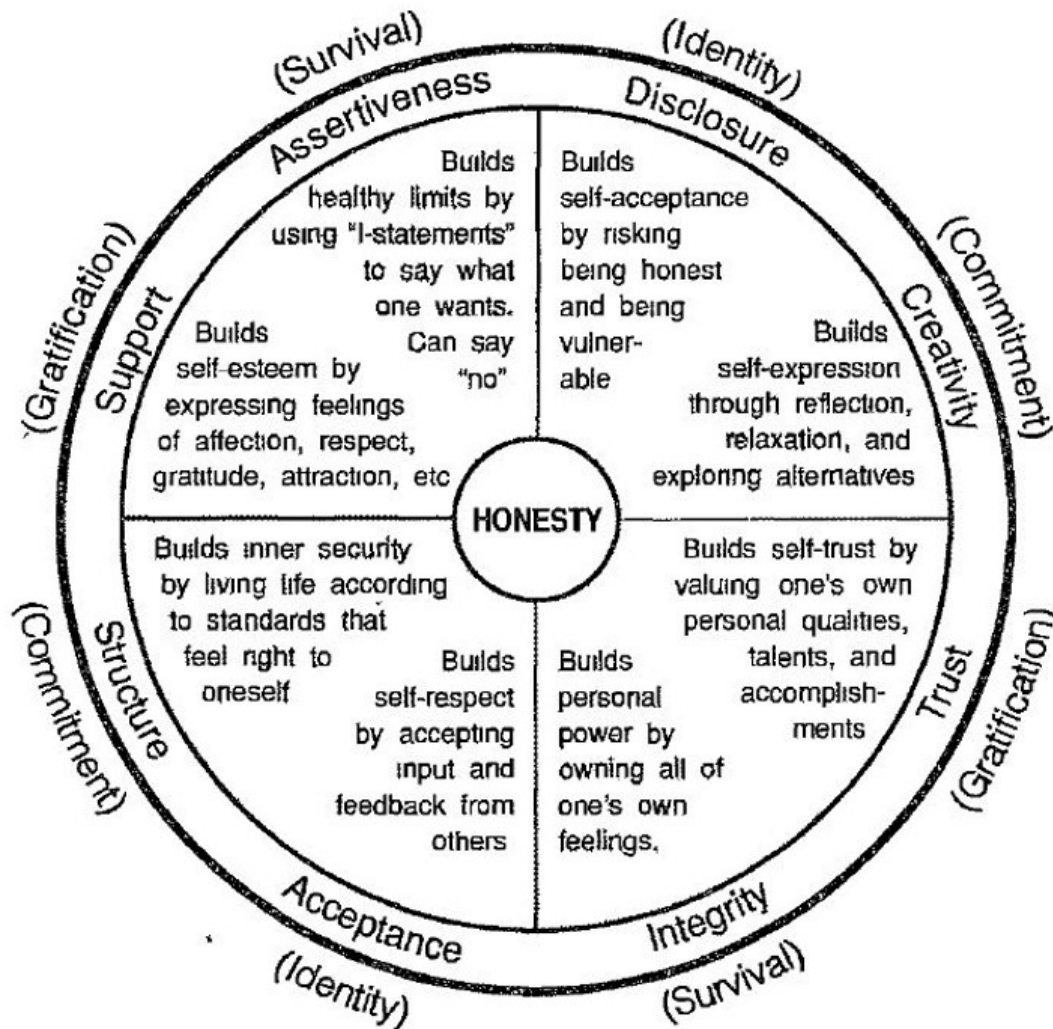 (Survival)
Assertiveness
Builds
healthy limits by
using "I-statements"
to say what
one wants.
Can say
"no"
(Identity)
Disclosure
Builds
self-acceptance
by risking
being honest
and being
vulner-
able
(Commitment)
Creativity
Builds
self-expression
through reflection,
relaxation, and
exploring alternatives
(Gratification)
Support
Builds
self-esteem by
expressing feelings
of affection, respect,
gratitude, attraction, etc
HONESTY
(Commitment)
Structure
Builds inner security
by living life according
to standards that
feel right to
oneself
(Identity)
Acceptance
Builds
self-respect
by accepting
input and
feedback from
others
(Survival)
Integrity
Builds
personal
power by
owning all of
one's own
feelings.
(Gratification)
Trust
Builds self-trust by
valuing one's own
personal qualities,
talents, and
accomplish-
ments